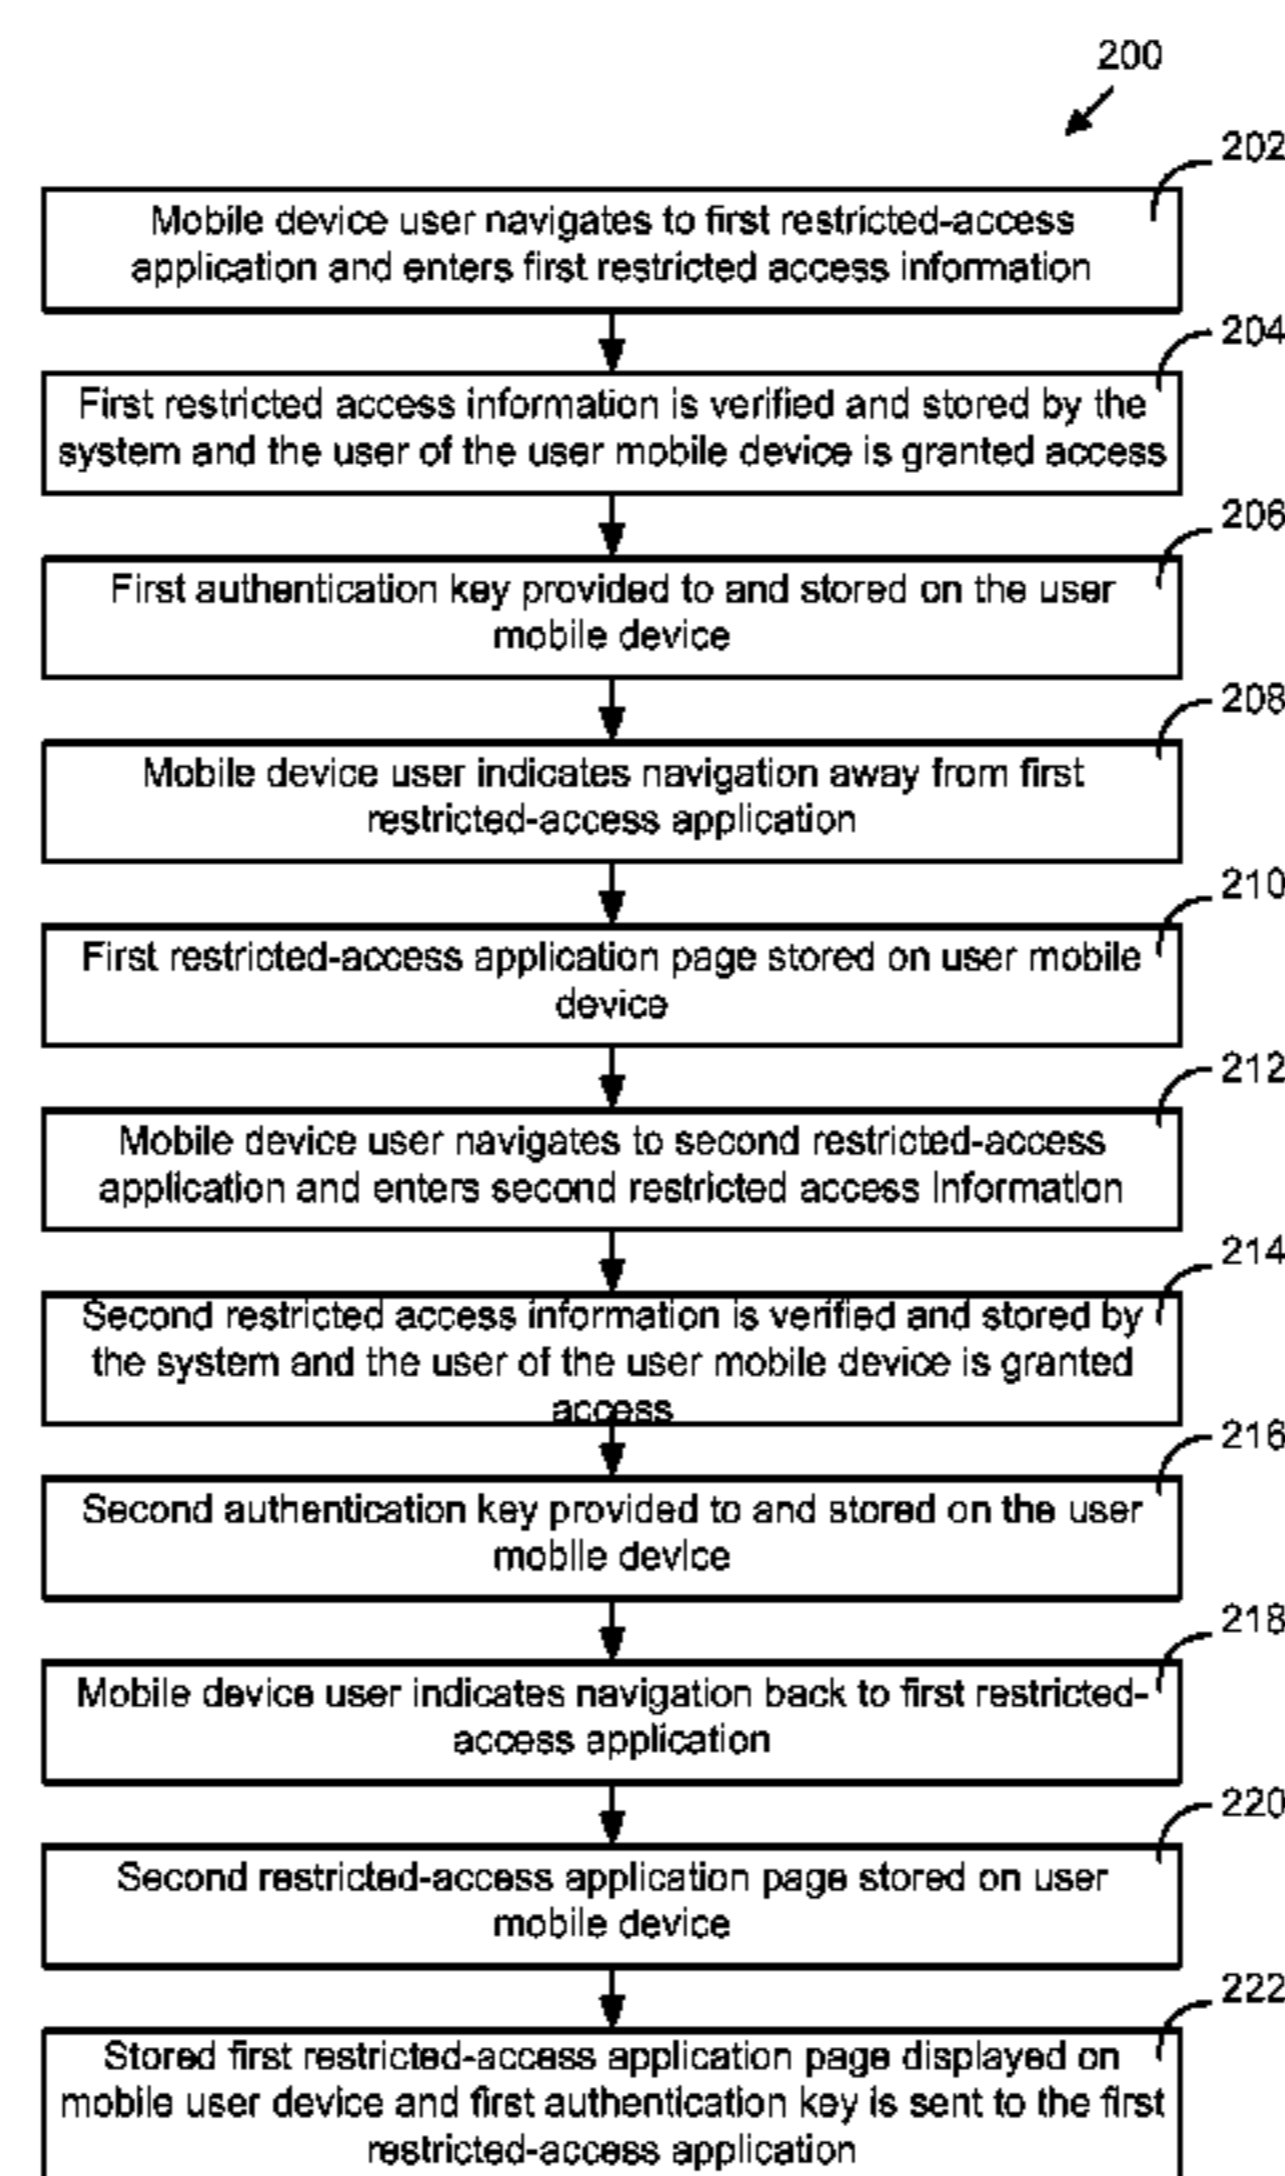 200
202
Mobile device user navigates to first restricted-access
application and enters first restricted access information
204
First restricted access information is verified and stored by the
system and the user of the user mobile device is granted access
206
First authentication key provided to and stored on the user
mobile device
208
Mobile device user indicates navigation away from first
restricted-access application
210
First restricted-access application page stored on user mobile
device
212
Mobile device user navigates to second restricted-access
application and enters second restricted access information
214
Second restricted access information is verified and stored by
the system and the user of the user mobile device is granted
access
216
Second authentication key provided to and stored on the user
mobile device
218
Mobile device user indicates navigation back to first restricted-
access application
220
Second restricted-access application page stored on user
mobile device
222
Stored first restricted-access application page displayed on
mobile user device and first authentication key is sent to the first
restricted-access application